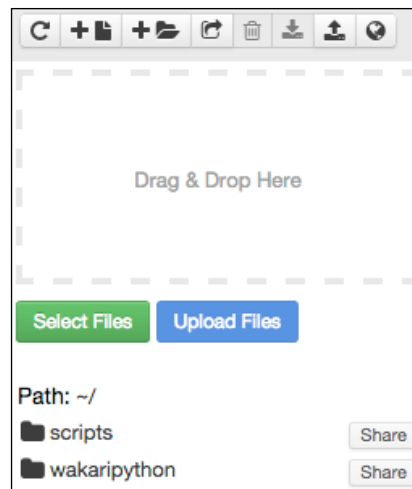 Drag & Drop Here
Select Files Upload Files
Path: ~/
scripts Share
wakaripython Share